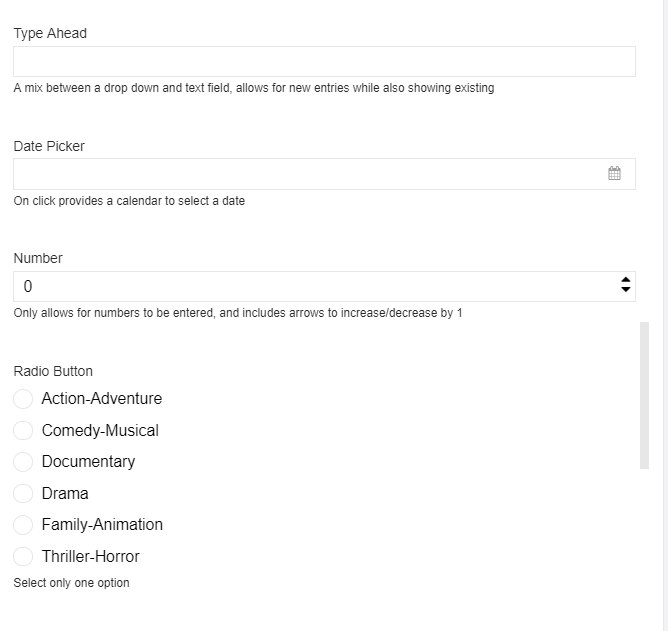 Type Ahead
A mix between a drop down and text field, allows for new entries while also showing existing
Date Picker
On click provides a calendar to select a date
Number
0
Only allows for numbers to be entered, and includes arrows to increase/decrease by 1
Radio Button
Action-Adventure
Comedy-Musical
Documentary
Drama
Family-Animation
Thriller-Horror
Select only one option